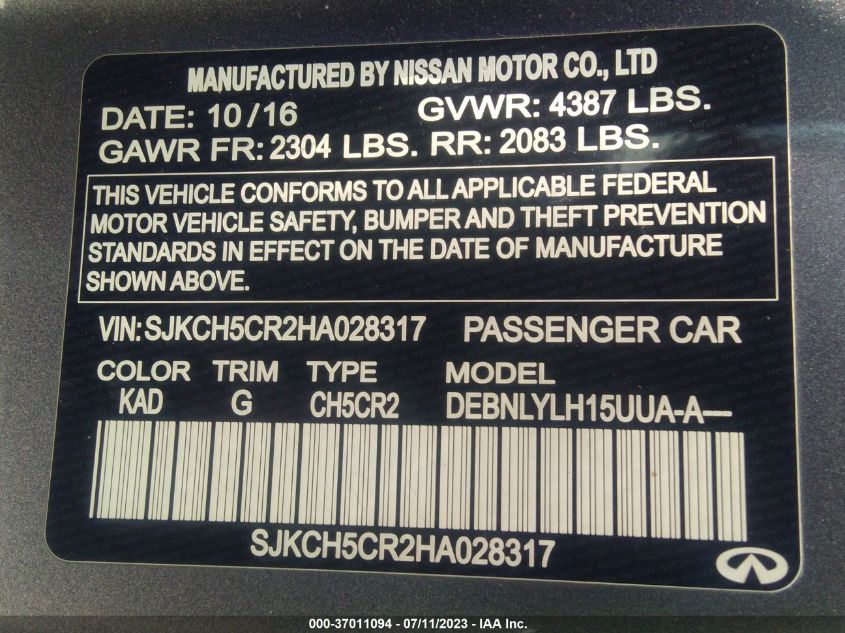 MANUFACTURED BY NISSAN MOTOR CO., LTD
DATE: 10/16 GVWR: 4387 LBS.
GAWR FR: 2304 LBS. RR: 2083 LBS.
THIS VEHICLE CONFORMS TO ALL APPLICABLE FEDERAL
MOTOR VEHICLE SAFETY, BUMPER AND THEFT PREVENTION
STANDARDS IN EFFECT ON THE DATE OF MANUFACTURE
SHOWN ABOVE.
VIN: SJKCH5CR2HA028317 PASSENGER CAR
COLOR TRIM TYPE MODEL
KAD G CH5CR2 DEBNLYLH15UUA-A—
SJKCH5CR2HA028317
000-37011094 - 07/11/2023 - IAA Inc.